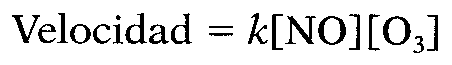 Velocidad = k[NO][O₃]